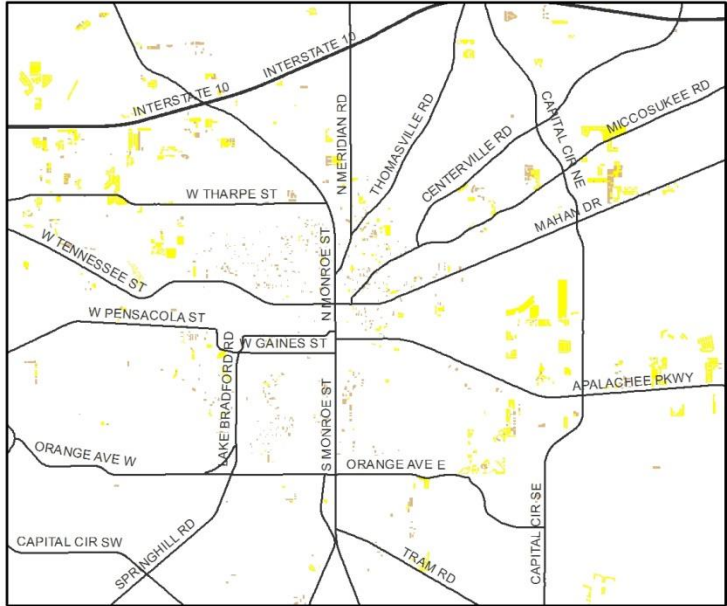 INTERSTATE 10
INTERSTATE 10
N MERIDIAN RD
THOMASVILLE RD
CAPITAL CIR NE
CENTERVILLE RD
MICCOSUKEE RD
W THARPE ST
MAHAN DR
W TENNESSEE ST
N MONROE ST
W PENSACOLA ST
W GAINES ST
LAKE BRADFORD RD
APALACHEE PKWY
S MONROE ST
ORANGE AVE W
ORANGE AVE E
CAPITAL CIR SE
CAPITAL CIR SW
SPRINGHILL RD
TRAM RD